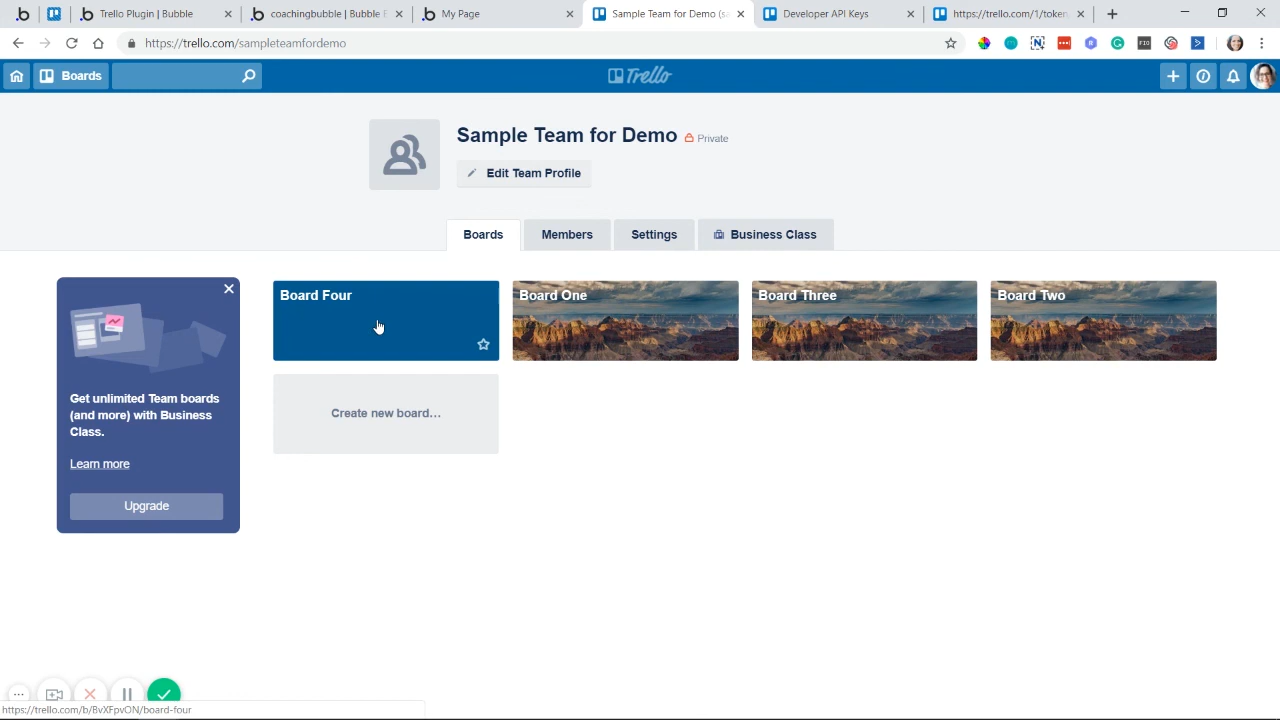 Trello Plugin | Bubble
coachingbubble | Bubble E
My Page
Sample Team for Demo (sa
Developer API Keys
https://trello.com/1/token
https://trello.com/sampleteamfordemo
Boards
Trello
Sample Team for Demo Private
Edit Team Profile
Boards
Members
Settings
Business Class
Get unlimited Team boards
(and more) with Business
Class.
Learn more
Upgrade
Board Four
Board One
Board Three
Board Two
Create new board…
https://trello.com/b/BvXFpvON/board-four